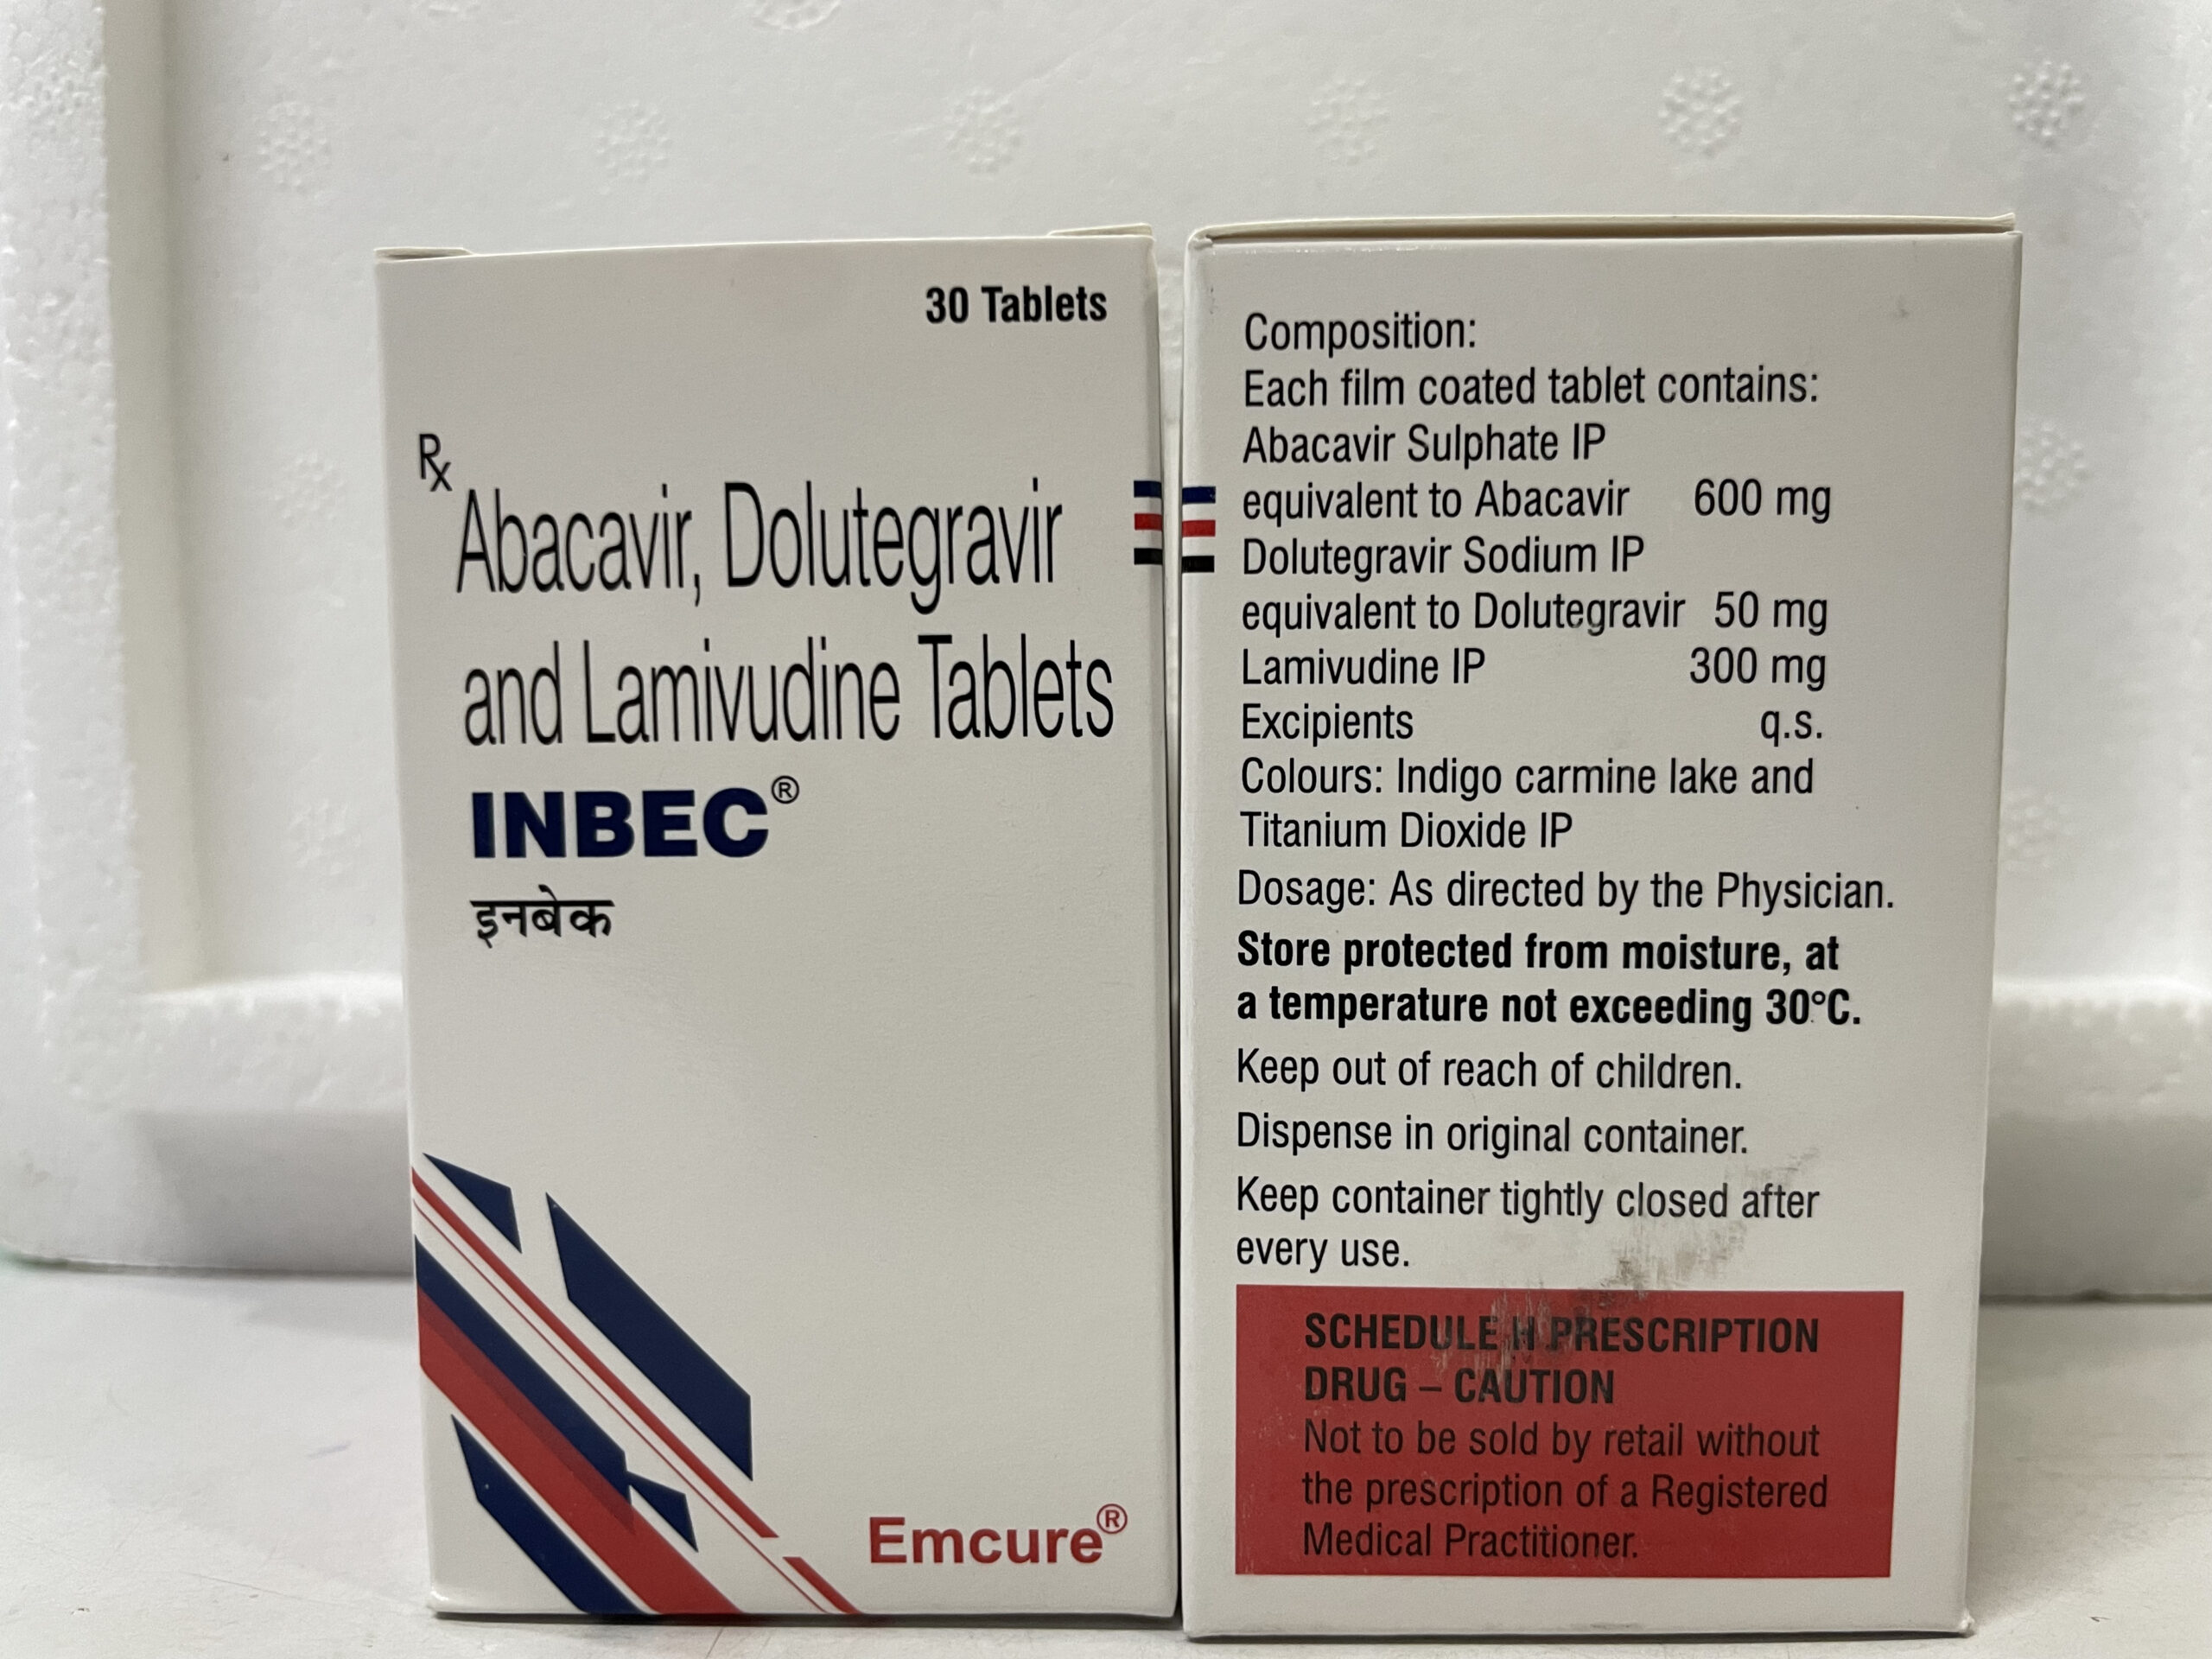 30 Tablets
Rx
Abacavir, Dolutegravir
and Lamivudine Tablets
INBEC®
इनबेक
Emcure®
Composition:
Each film coated tablet contains:
Abacavir Sulphate IP
equivalent to Abacavir 600 mg
Dolutegravir Sodium IP
equivalent to Dolutegravir 50 mg
Lamivudine IP 300 mg
Excipients q.s.
Colours: Indigo carmine lake and
Titanium Dioxide IP
Dosage: As directed by the Physician.
Store protected from moisture, at
a temperature not exceeding 30°C.
Keep out of reach of children.
Dispense in original container.
Keep container tightly closed after
every use.
SCHEDULE H PRESCRIPTION
DRUG – CAUTION
Not to be sold by retail without
the prescription of a Registered
Medical Practitioner.